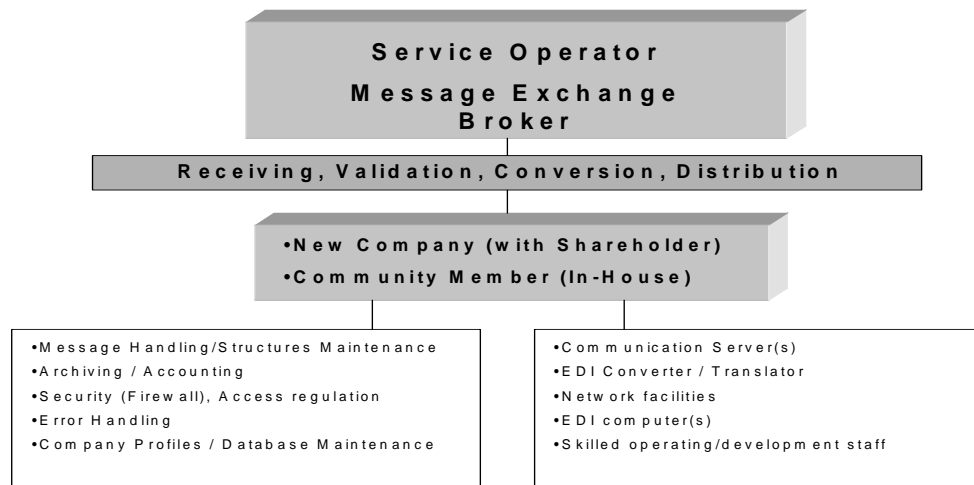 Service Operator
Message Exchange
Broker
Receiving, Validation, Conversion, Distribution
•New Company (with Shareholder)
•Community Member (In-House)
•Message Handling/Structures Maintenance
•Archiving / Accounting
•Security (Firewall), Access regulation
•Error Handling
•Company Profiles / Database Maintenance
•Communication Server(s)
•EDI Converter / Translator
•Network facilities
•EDI computer(s)
•Skilled operating/development staff